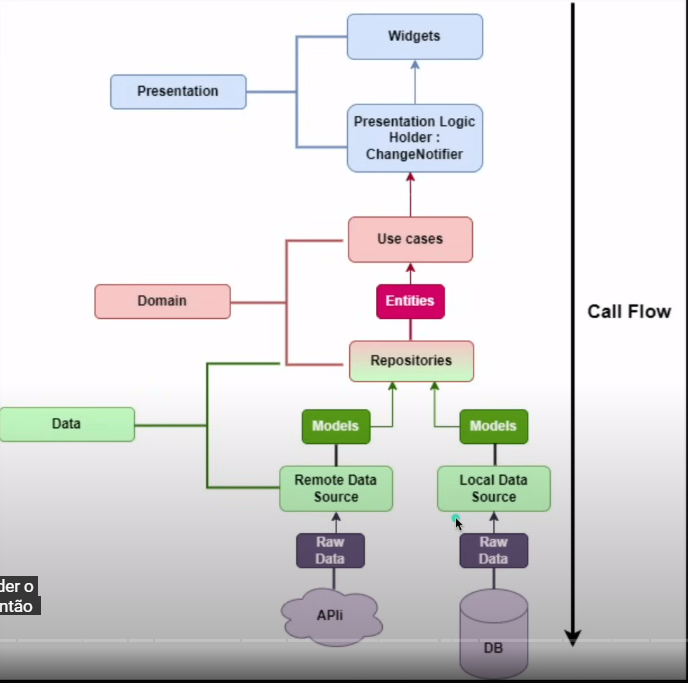 Widgets
Presentation
Presentation Logic
Holder :
ChangeNotifier
Use cases
Domain
Entities
Call Flow
Repositories
Data
Models
Models
Remote Data
Source
Local Data
Source
Raw
Data
Raw
Data
der o
ntão
APIi
DB